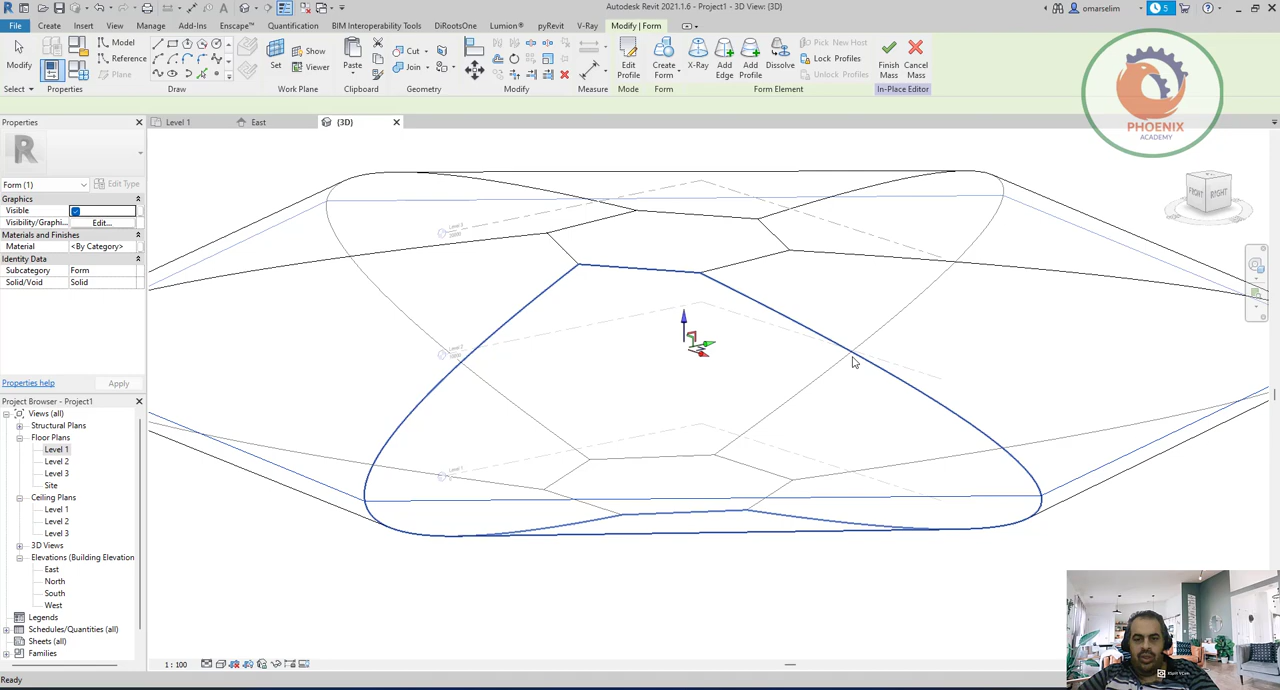 Autodesk Revit 2021.1.6 - Project1 - 3D View: {3D}
omarselim
5
File Create Insert View Manage Add-Ins Enscape™ Quantification BIM Interoperability Tools DiRootsOne Lumion® pyRevit V-Ray Modify | Form
Modify
Model
Reference
Plane
Set
Show
Viewer
Paste
Cut
Join
Edit Profile
Create Form
X-Ray
Add Edge
Add Profile
Dissolve
Pick New Host
Lock Profiles
Unlock Profiles
Finish Mass
Cancel Mass
Select Properties Draw Work Plane Clipboard Geometry Modify Measure Mode Form Form Element In-Place Editor
PHOENIX
ACADEMY
Properties
Level 1
East
{3D}
R
Form (1)
Edit Type
Graphics
Visible
Visibility/Graphi... Edit...
Materials and Finishes
Material <By Category>
Identity Data
Subcategory Form
Solid/Void Solid
Properties help
Apply
Project Browser - Project1
Views (all)
Structural Plans
Floor Plans
Level 1
Level 2
Level 3
Site
Ceiling Plans
Level 1
Level 2
Level 3
3D Views
Elevations (Building Elevation
East
North
South
West
Legends
Schedules/Quantities (all)
Sheets (all)
Families
FRONT
RIGHT
1 : 100
Ready